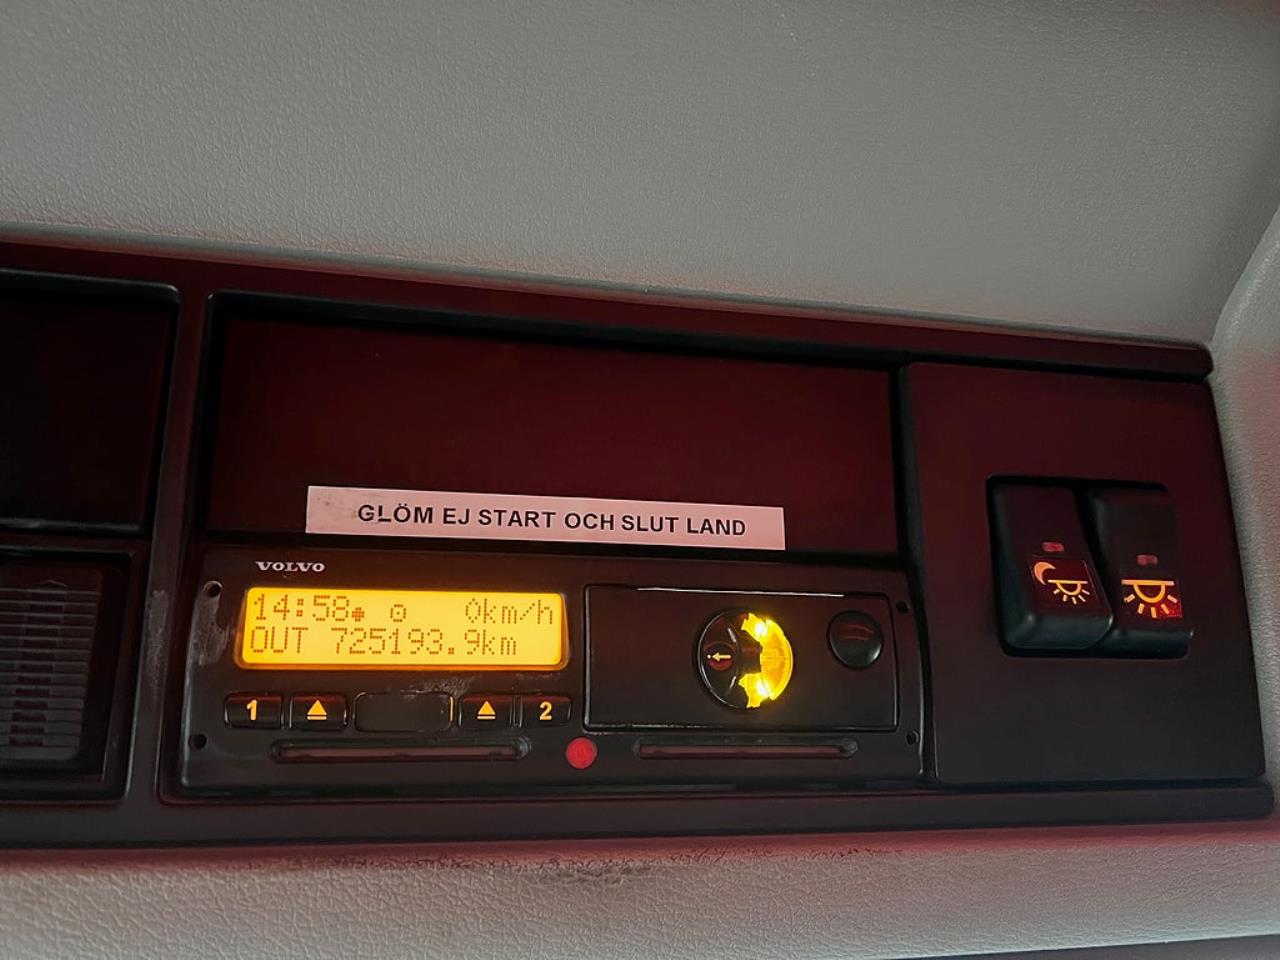 GLÖM EJ START OCH SLUT LAND
VOLVO
14:58 0km/h
OUT 725193.9km
1 2